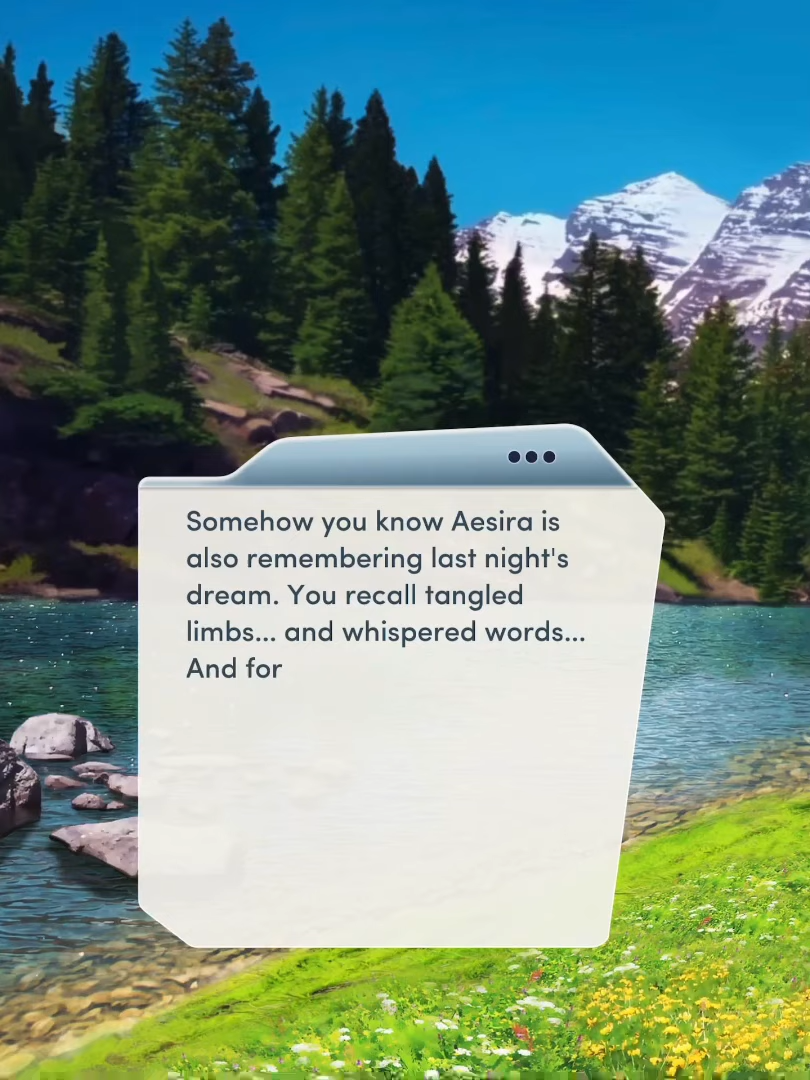 Somehow you know Aesira is
also remembering last night's
dream. You recall tangled
limbs... and whispered words...
And for